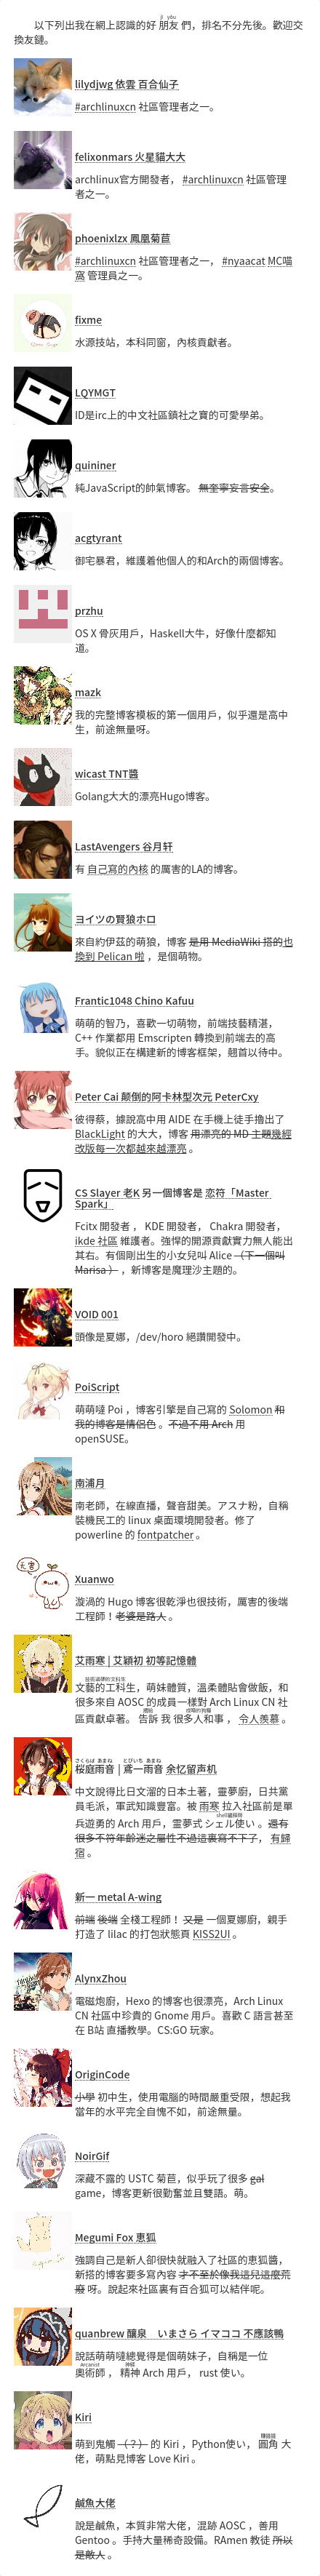 以下列出我在網上認識的好 朋友 們，排名不分先後。歡迎交
換友鏈。
lilydjwg 依雲 百合仙子
#archlinuxcn 社區管理者之一。
felixonmars 火星貓大大
archlinux官方開發者， #archlinuxcn 社區管理
者之一。
phoenixlzx 鳳凰菊苣
#archlinuxcn 社區管理者之一， #nyaacat MC喵
窩 管理員之一。
fixme
水源技站，本科同窗，內核貢獻者。
LQYMGT
ID是irc上的中文社區鎮社之寶的可愛學弟。
quininer
純JavaScript的帥氣博客。 無奎寧妄言安全。
acgtyrant
御宅暴君，維護着他個人的和Arch的兩個博客。
przhu
OS X 骨灰用戶，Haskell大牛，好像什麼都知
道。
mazk
我的完整博客模板的第一個用戶，似乎還是高中
生，前途無量呀。
wicast TNT醬
Golang大大的漂亮Hugo博客。
LastAvengers 谷月轩
有 自己寫的內核 的厲害的LA的博客。
ヨイツの賢狼ホロ
來自約伊茲的萌狼，博客 是用 MediaWiki 搭的也
換到 Pelican 啦 ，是個萌物。
Frantic1048 Chino Kafuu
萌萌的智乃，喜歡一切萌物，前端技藝精湛，
C++ 作業都用 Emscripten 轉換到前端去的高
手。貌似正在構建新的博客框架，翹首以待中。
Peter Cai 颠倒的阿卡林型次元 PeterCxy
彼得蔡，據說高中用 AIDE 在手機上徒手擼出了
BlackLight 的大大，博客 用漂亮的 MD 主題幾經
改版每一次都越來越漂亮 。
CS Slayer 老K 另一個博客是 恋符「Master
Spark」
Fcitx 開發者 ， KDE 開發者， Chakra 開發者，
ikde 社區 維護者。強悍的開源貢獻實力無人能出
其右。有個剛出生的小女兒叫 Alice （下一個叫
Marisa ） ，新博客是魔理沙主題的。
VOID 001
頭像是夏娜，/dev/horo 絕讚開發中。
PoiScript
萌萌噠 Poi ，博客引擎是自己寫的 Solomon 和
我的博客是情侶色 。不過不用 Arch 用
openSUSE。
南浦月
南老師，在線直播，聲音甜美。アスナ粉，自稱
裝機民工的 linux 桌面環境開發者。修了
powerline 的 fontpatcher 。
Xuanwo
漩渦的 Hugo 博客很乾淨也很技術，厲害的後端
工程師！老婆是路人 。
艾雨寒 | 艾穎初 初等記憶體
文藝的工科生，萌妹體質，溫柔體貼會做飯，和
很多來自 AOSC 的成員一樣對 Arch Linux CN 社
區貢獻卓著。 告訴 我 很多人和事 ， 令人羨慕 。
さくらば あまね とびいち あまね
桜庭雨音 | 鳶一雨音 余忆留声机
中文說得比日文溜的日本土著，靈夢廚，日共黨
員毛派，軍武知識豐富。被 雨寒 拉入社區前是單
兵遊勇的 Arch 用戶，靈夢式 シェル使い 。還有
很多不符年齡迷之屬性不過這裏寫不下了， 有歸
宿 。
新一 metal A-wing
前端 後端 全棧工程師！ 又是 一個夏娜廚，親手
打造了 lilac 的打包狀態頁 KISS2UI 。
AlynxZhou
電磁炮廚，Hexo 的博客也很漂亮，Arch Linux
CN 社區中珍貴的 Gnome 用戶。喜歡 C 語言甚至
在 B站 直播教學。CS:GO 玩家。
OriginCode
小學 初中生，使用電腦的時間嚴重受限，想起我
當年的水平完全自愧不如，前途無量。
NoirGif
深藏不露的 USTC 菊苣，似乎玩了很多 gal
game，博客更新很勤奮並且雙語。萌。
Megumi Fox 恵狐
強調自己是新人卻很快就融入了社區的恵狐醬，
新搭的博客要多寫內容 才不至於像我這兒這麼荒
廢 呀。說起來社區裏有百合狐可以結伴呢。
quanbrew 釀泉　いまさら イマココ 不應該鴨
說話萌萌噠總覺得是個萌妹子，自稱是一位
奧術師 ， 精神 Arch 用戶， rust 使い。
Kiri
萌到鬼觸 （？） 的 Kiri ，Python使い， 圓角 大
佬，萌點見博客 Love Kiri 。
鹹魚大佬
說是鹹魚，本質非常大佬，混跡 AOSC ，善用
Gentoo 。手持大量稀奇設備。RAmen 教徒 所以
是敵人 。